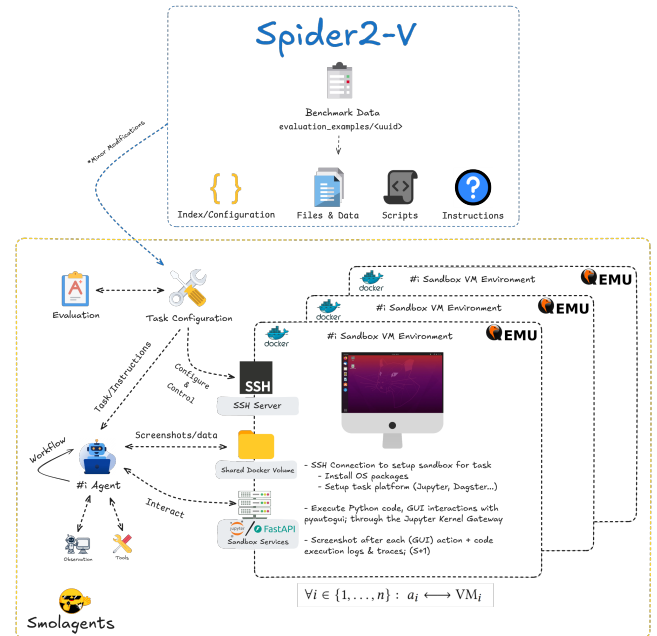 Spider2-V
Benchmark Data
evaluation_examples/<uuid>
*Minor Modifications
Index/Configuration
Files & Data
Scripts
Instructions
Evaluation
Task Configuration
docker
#i Sandbox VM Environment
QEMU
docker
#i Sandbox VM Environment
QEMU
docker
#i Sandbox VM Environment
QEMU
Task/Instructions
Configure
&
Control
SSH
SSH Server
Workflow
Screenshots/data
Shared Docker Volume
#i Agent
Interact
jupyter
FastAPI
Sandbox Services
Observation
Tools
- SSH Connection to setup sandbox for task
- Install OS packages
- Setup task platform (Jupyter, Dagster...)
- Execute Python code, GUI interactions with
pyautogui; through the Jupyter Kernel Gateway
- Screenshot after each (GUI) action + code
execution logs & traces; (S+1)
∀i ∈ {1, . . . , n} : aᵢ ⟷ VMᵢ
Smolagents